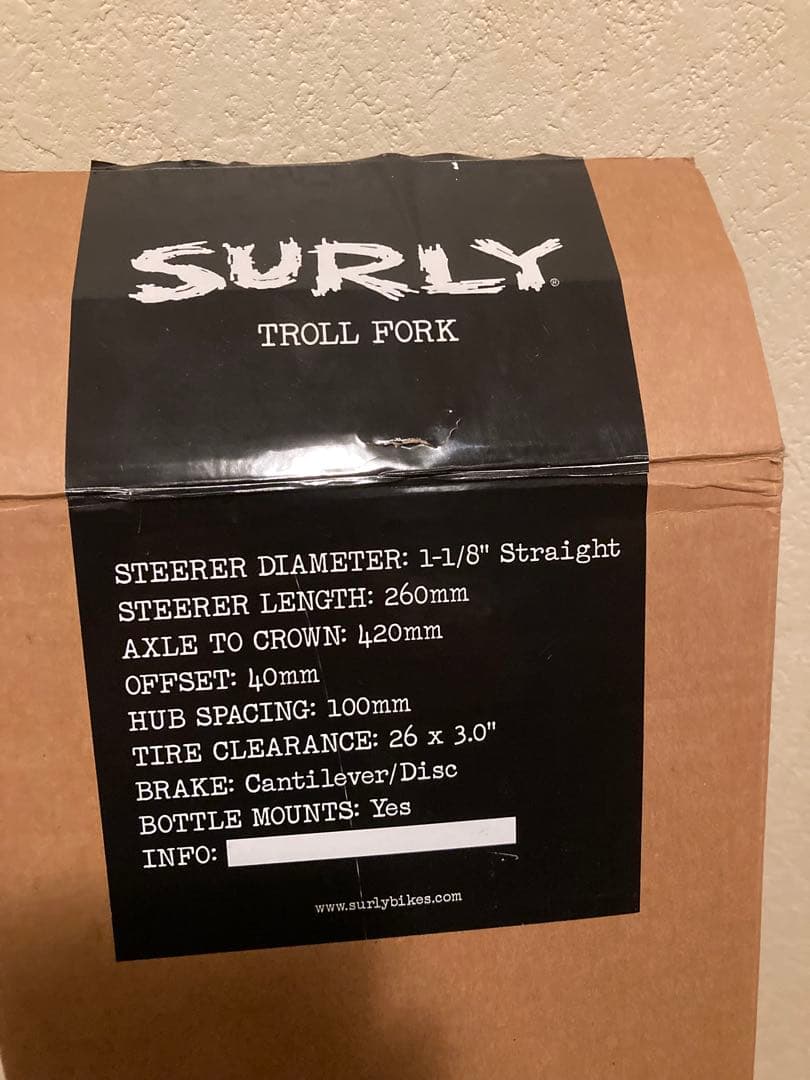 SURLY®
TROLL FORK
STEERER DIAMETER: 1-1/8" Straight
STEERER LENGTH: 260mm
AXLE TO CROWN: 420mm
OFFSET: 40mm
HUB SPACING: 100mm
TIRE CLEARANCE: 26 x 3.0"
BRAKE: Cantilever/Disc
BOTTLE MOUNTS: Yes
INFO:
www.surlybikes.com